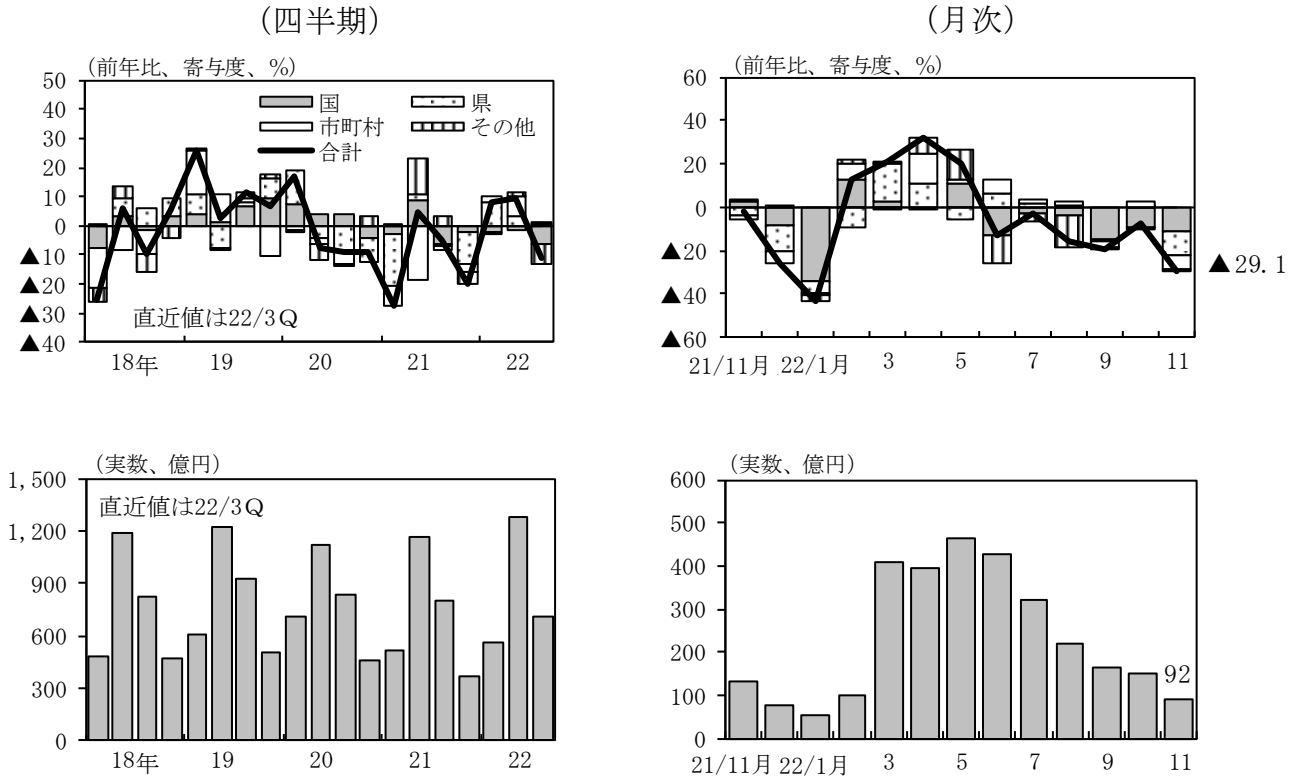 (四半期)
(月次)
(前年比、寄与度、%)
50
40
30
20
10
0
▲10
▲20
▲30
▲40
国
県
市町村
その他
合計
直近値は22/3Q
18年 19 20 21 22
(前年比、寄与度、%)
60
40
20
0
▲20
▲40
▲60
▲29.1
21/11月 22/1月 3 5 7 9 11
(実数、億円)
1,500
1,200
900
600
300
0
直近値は22/3Q
18年 19 20 21 22
(実数、億円)
600
500
400
300
200
100
0
92
21/11月 22/1月 3 5 7 9 11